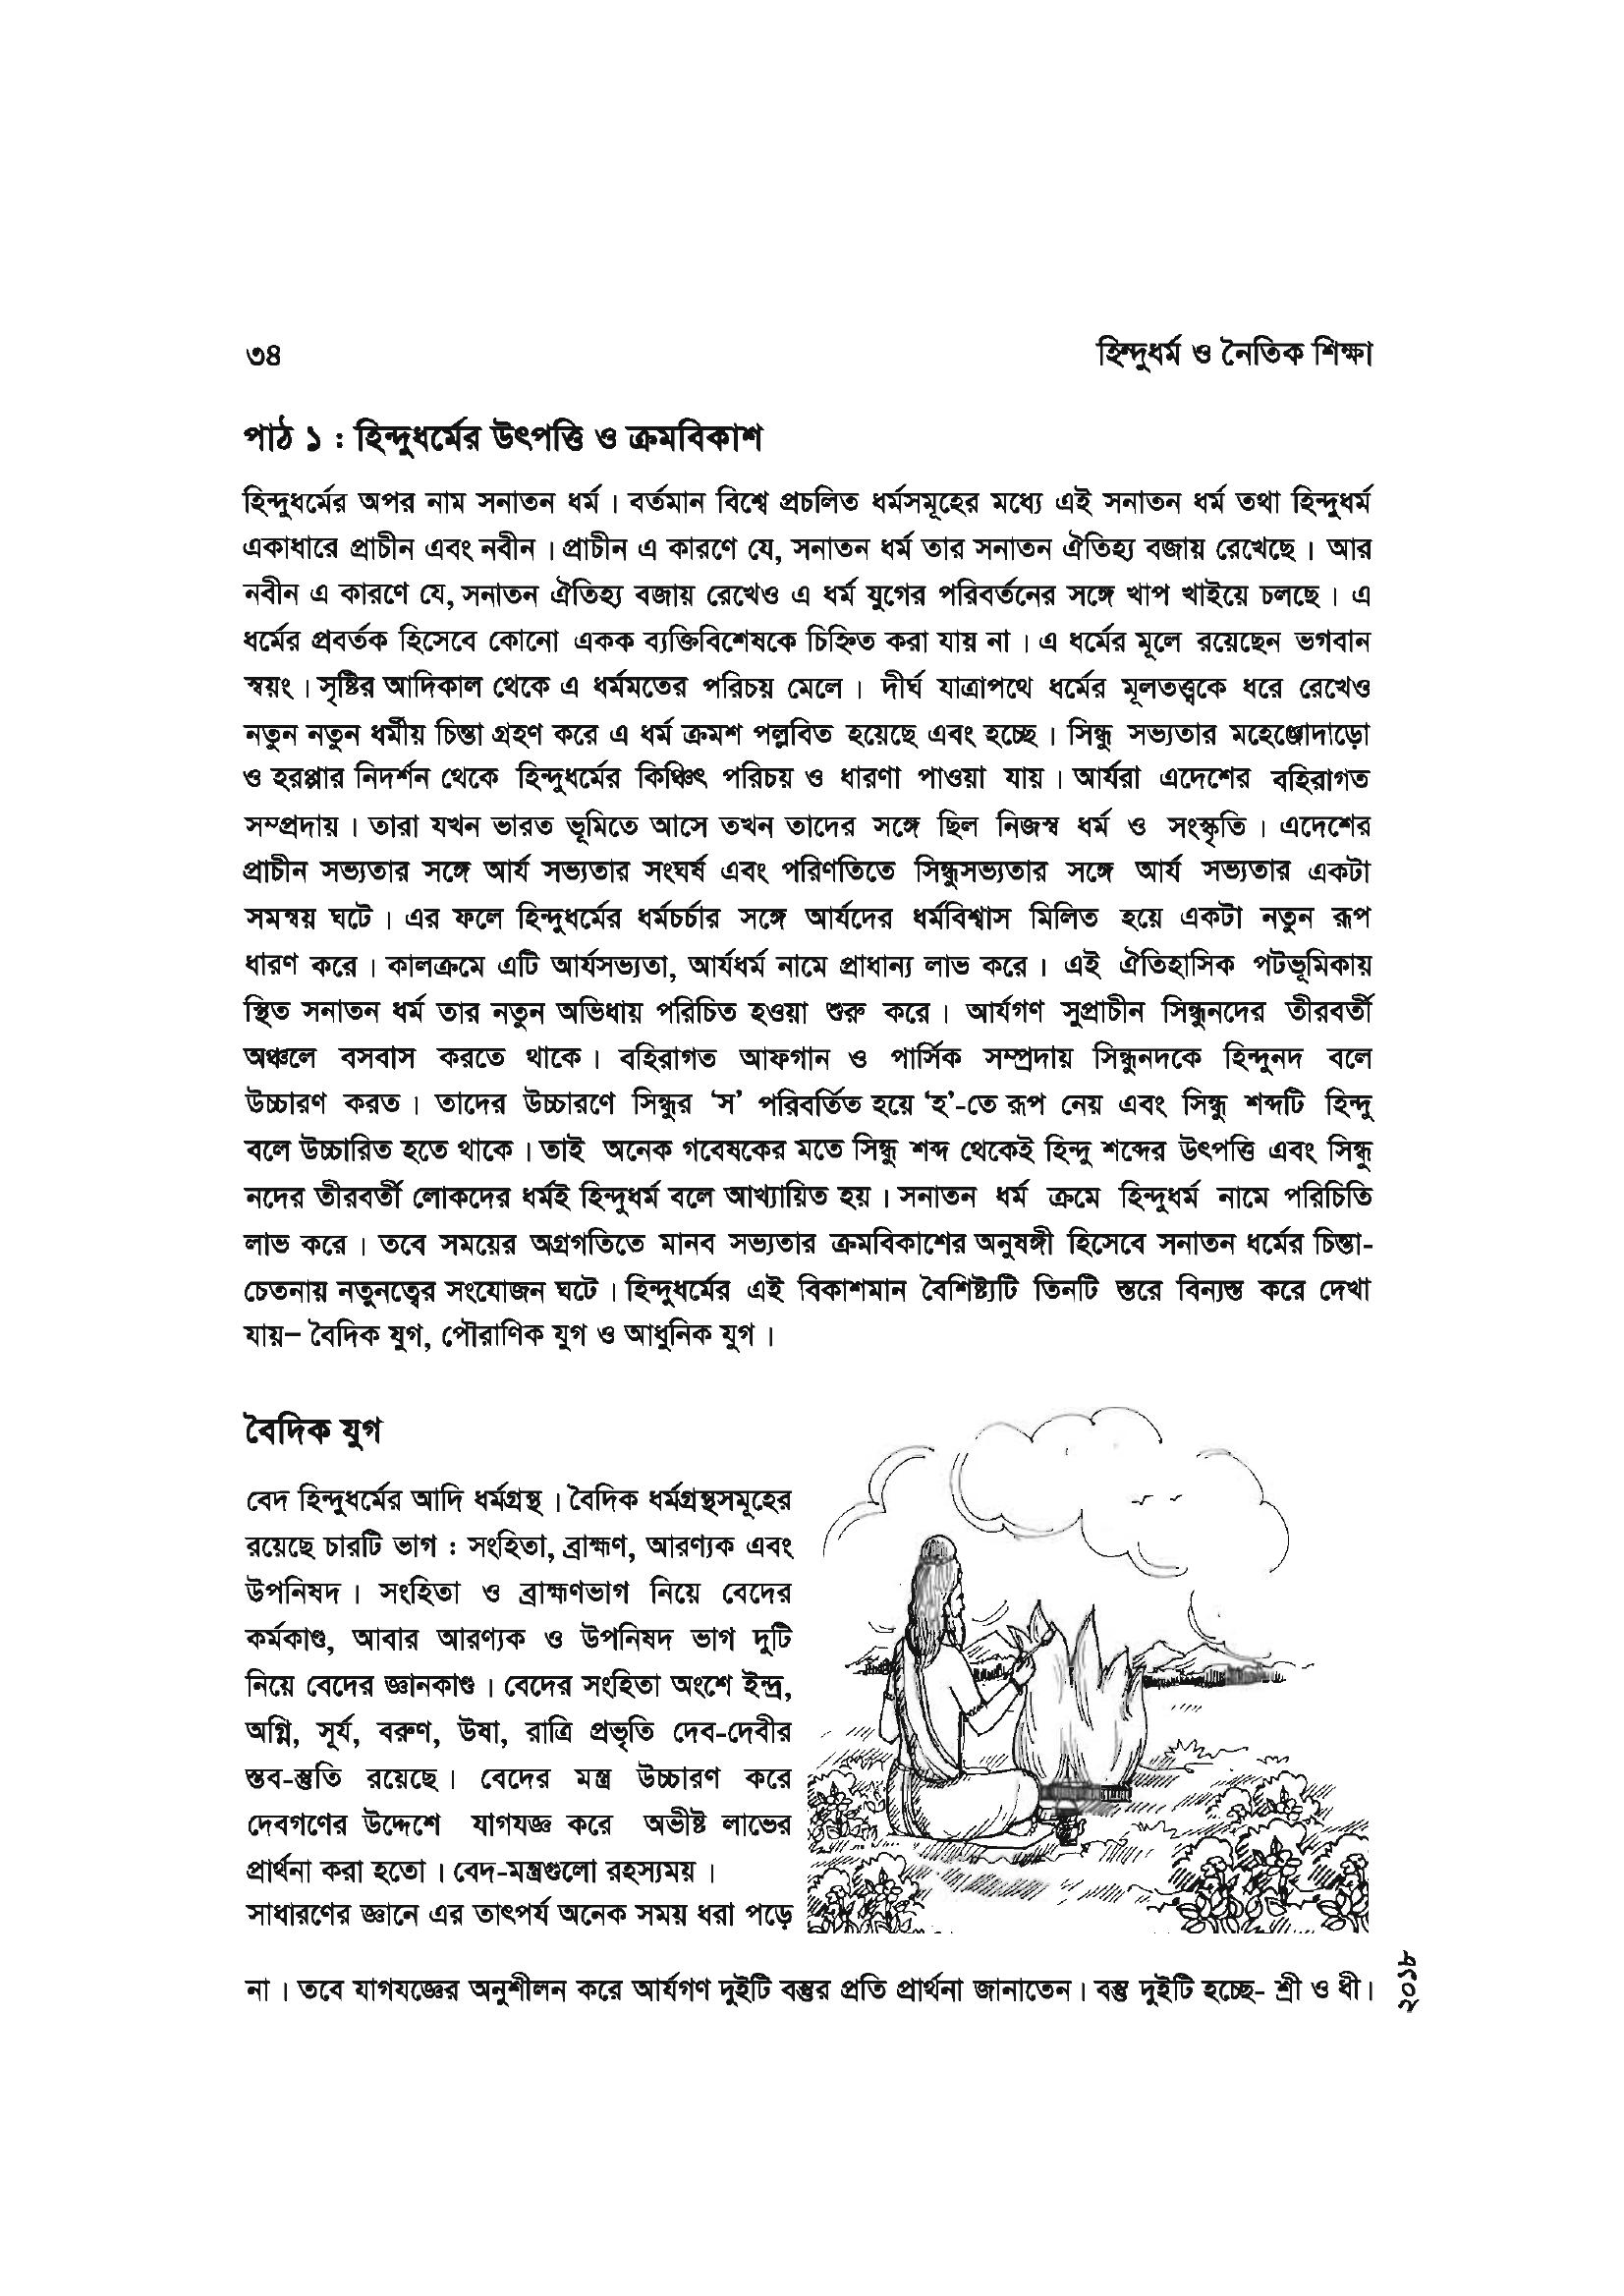 ৩৪ হিন্দুধর্ম ও নৈতিক শিক্ষা
পাঠ ১ : হিন্দুধর্মের উৎপত্তি ও ক্রমবিকাশ
হিন্দুধর্মের অপর নাম সনাতন ধর্ম। বর্তমান বিশ্বে প্রচলিত ধর্মসমূহের মধ্যে এই সনাতন ধর্ম তথা হিন্দুধর্ম
একাধারে প্রাচীন এবং নবীন। প্রাচীন এ কারণে যে, সনাতন ধর্ম তার সনাতন ঐতিহ্য বজায় রেখেছে। আর
নবীন এ কারণে যে, সনাতন ঐতিহ্য বজায় রেখেও এ ধর্ম যুগের পরিবর্তনের সঙ্গে খাপ খাইয়ে চলছে। এ
ধর্মের প্রবর্তক হিসেবে কোনো একক ব্যক্তিবিশেষকে চিহ্নিত করা যায় না। এ ধর্মের মূলে রয়েছেন ভগবান
স্বয়ং। সৃষ্টির আদিকাল থেকে এ ধর্মমতের পরিচয় মেলে। দীর্ঘ যাত্রাপথে ধর্মের মূলতত্ত্বকে ধরে রেখেও
নতুন নতুন ধর্মীয় চিন্তা গ্রহণ করে এ ধর্ম ক্রমশ পল্লবিত হয়েছে এবং হচ্ছে। সিন্ধু সভ্যতার মহেঞ্জোদাড়ো
ও হরপ্পার নিদর্শন থেকে হিন্দুধর্মের কিঞ্চিৎ পরিচয় ও ধারণা পাওয়া যায়। আর্যরা এদেশের বহিরাগত
সম্প্রদায়। তারা যখন ভারত ভূমিতে আসে তখন তাদের সঙ্গে ছিল নিজস্ব ধর্ম ও সংস্কৃতি। এদেশের
প্রাচীন সভ্যতার সঙ্গে আর্য সভ্যতার সংঘর্ষ এবং পরিণতিতে সিন্ধুসভ্যতার সঙ্গে আর্য সভ্যতার একটা
সমন্বয় ঘটে। এর ফলে হিন্দুধর্মের ধর্মচর্চার সঙ্গে আর্যদের ধর্মবিশ্বাস মিলিত হয়ে একটা নতুন রূপ
ধারণ করে। কালক্রমে এটি আর্যসভ্যতা, আর্যধর্ম নামে প্রাধান্য লাভ করে। এই ঐতিহাসিক পটভূমিকায়
স্থিত সনাতন ধর্ম তার নতুন অভিধায় পরিচিত হওয়া শুরু করে। আর্যগণ সুপ্রাচীন সিন্ধুনদের তীরবর্তী
অঞ্চলে বসবাস করতে থাকে। বহিরাগত আফগান ও পার্সিক সম্প্রদায় সিন্ধুনদকে হিন্দুনদ বলে
উচ্চারণ করত। তাদের উচ্চারণে সিন্ধুর ‘স’ পরিবর্তিত হয়ে ‘হ’-তে রূপ নেয় এবং সিন্ধু শব্দটি হিন্দু
বলে উচ্চারিত হতে থাকে। তাই অনেক গবেষকের মতে সিন্ধু শব্দ থেকেই হিন্দু শব্দের উৎপত্তি এবং সিন্ধু
নদের তীরবর্তী লোকদের ধর্মই হিন্দুধর্ম বলে আখ্যায়িত হয়। সনাতন ধর্ম ক্রমে হিন্দুধর্ম নামে পরিচিতি
লাভ করে। তবে সময়ের অগ্রগতিতে মানব সভ্যতার ক্রমবিকাশের অনুষঙ্গী হিসেবে সনাতন ধর্মের চিন্তা-
চেতনায় নতুনত্বের সংযোজন ঘটে। হিন্দুধর্মের এই বিকাশমান বৈশিষ্ট্যটি তিনটি স্তরে বিন্যস্ত করে দেখা
যায়– বৈদিক যুগ, পৌরাণিক যুগ ও আধুনিক যুগ।
বৈদিক যুগ
বেদ হিন্দুধর্মের আদি ধর্মগ্রন্থ। বৈদিক ধর্মগ্রন্থসমূহের
রয়েছে চারটি ভাগ : সংহিতা, ব্রাহ্মণ, আরণ্যক এবং
উপনিষদ। সংহিতা ও ব্রাহ্মণভাগ নিয়ে বেদের
কর্মকাণ্ড, আবার আরণ্যক ও উপনিষদ ভাগ দুটি
নিয়ে বেদের জ্ঞানকাণ্ড। বেদের সংহিতা অংশে ইন্দ্র,
অগ্নি, সূর্য, বরুণ, উষা, রাত্রি প্রভৃতি দেব-দেবীর
স্তব-স্তুতি রয়েছে। বেদের মন্ত্র উচ্চারণ করে
দেবগণের উদ্দেশে যাগযজ্ঞ করে অভীষ্ট লাভের
প্রার্থনা করা হতো। বেদ-মন্ত্রগুলো রহস্যময়।
সাধারণের জ্ঞানে এর তাৎপর্য অনেক সময় ধরা পড়ে
না। তবে যাগযজ্ঞের অনুশীলন করে আর্যগণ দুইটি বস্তুর প্রতি প্রার্থনা জানাতেন। বস্তু দুইটি হচ্ছে- শ্রী ও ধী।
২০১৮